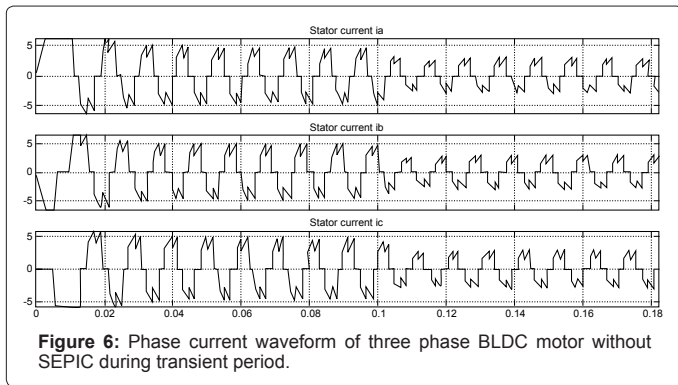 Stator current ia
5
0
-5
Stator current ib
5
0
-5
Stator current ic
5
0
-5
0 0.02 0.04 0.06 0.08 0.1 0.12 0.14 0.16 0.18
Figure 6: Phase current waveform of three phase BLDC motor without
SEPIC during transient period.